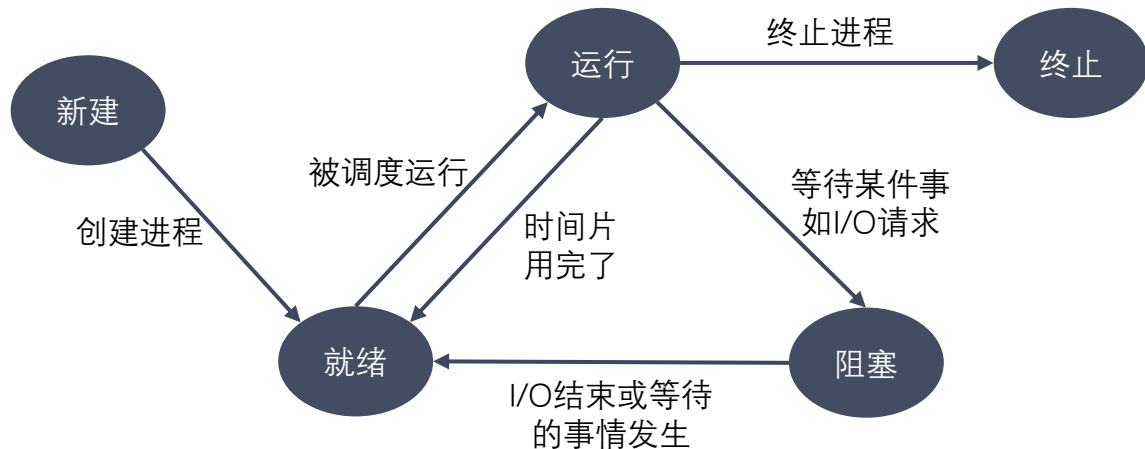 终止进程
运行
终止
新建
被调度运行
等待某件事
如I/O请求
创建进程
时间片
用完了
就绪
阻塞
I/O结束或等待
的事情发生